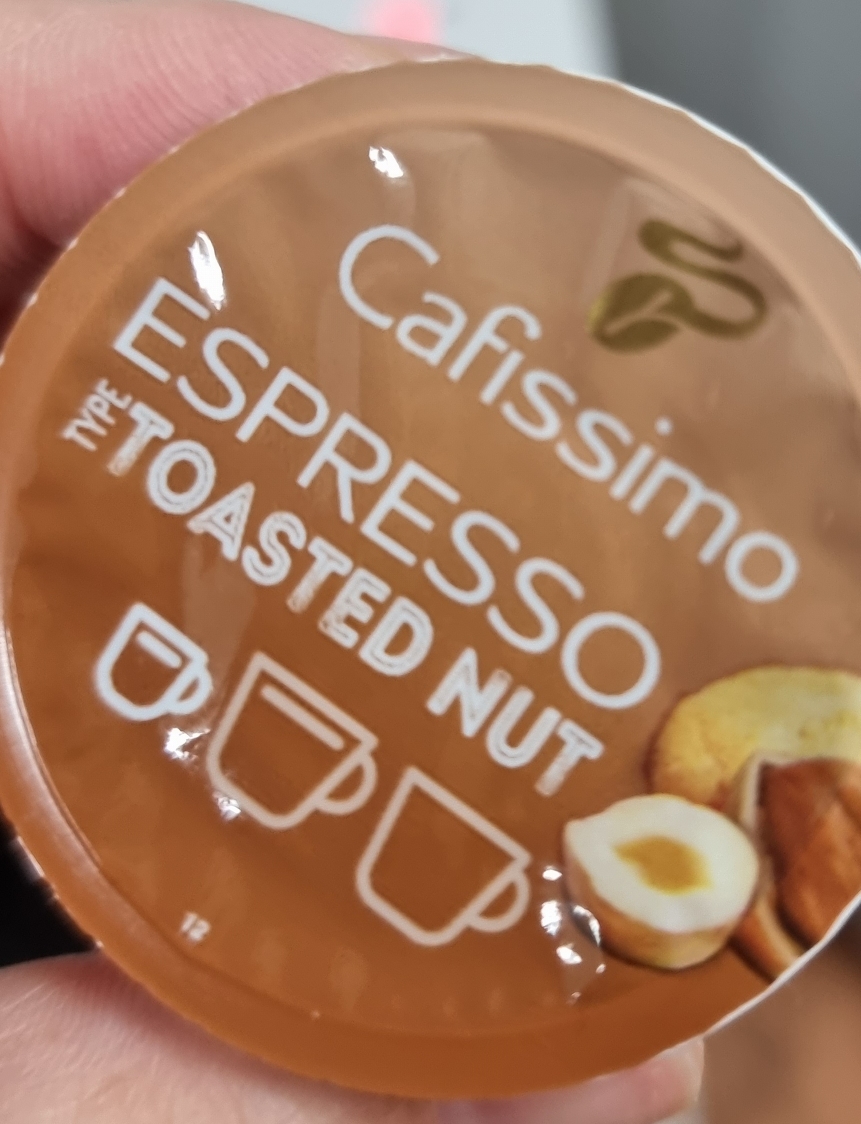 Cafissimo
ESPRESSO
TYPE TOASTED NUT
12